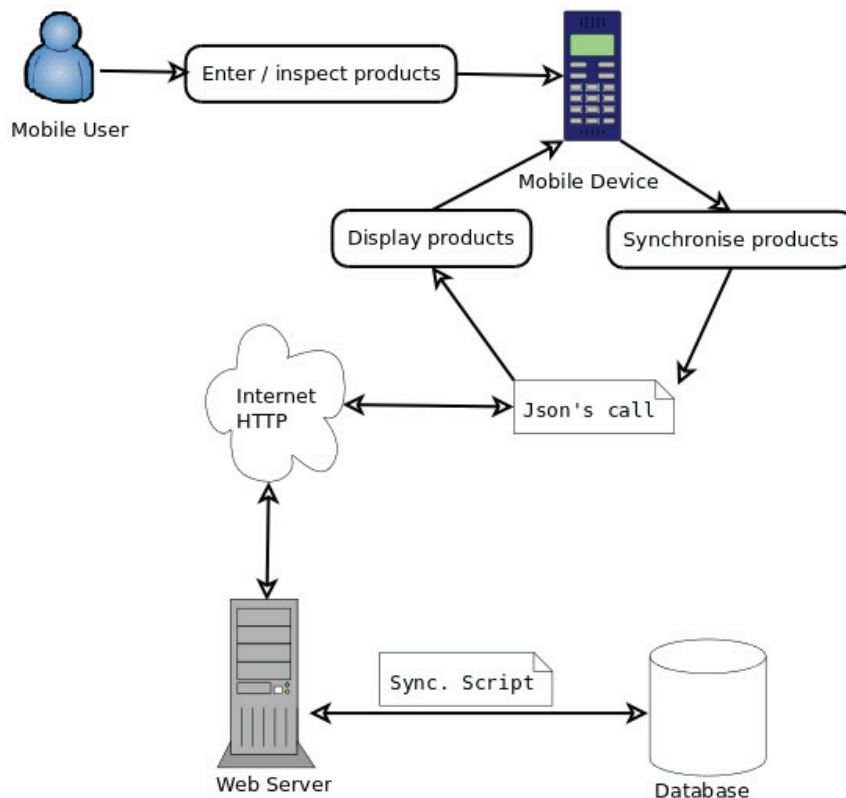 Enter / inspect products
Mobile User
Mobile Device
Display products
Synchronise products
Internet
HTTP
Json's call
Sync. Script
Web Server
Database